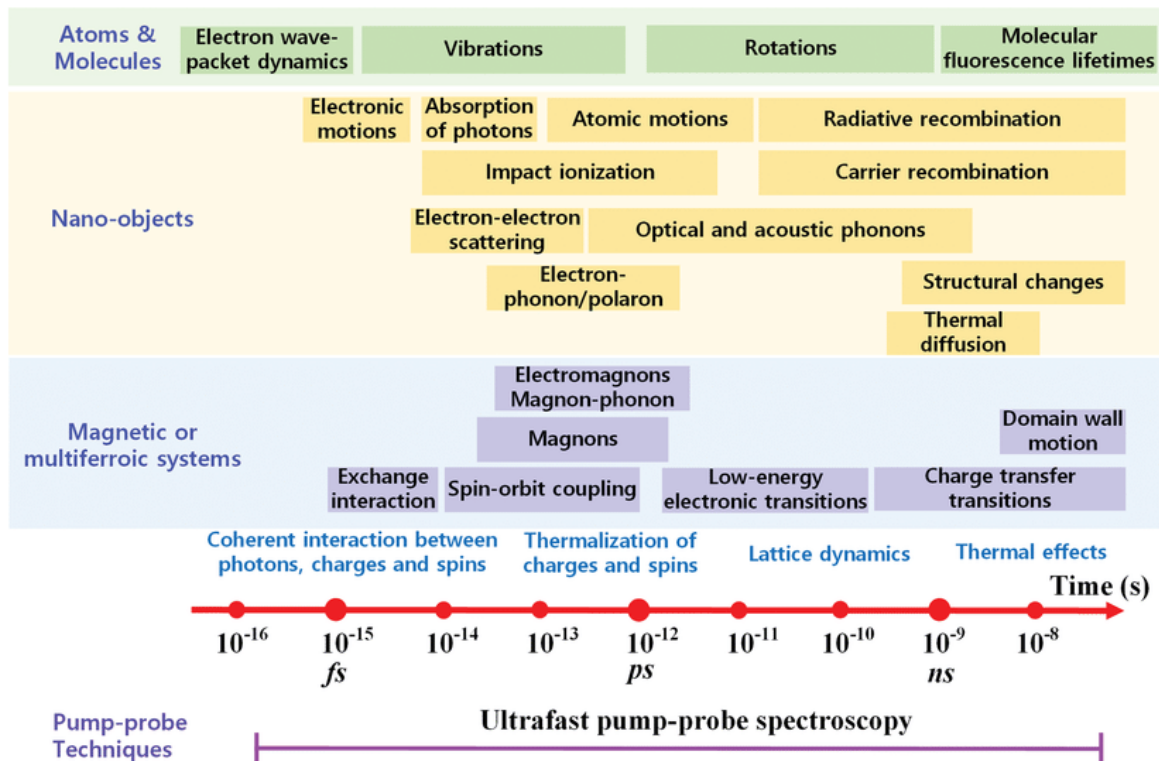 Atoms &
Molecules
Electron wave-
packet dynamics
Vibrations
Rotations
Molecular
fluorescence lifetimes
Nano-objects
Electronic
motions
Absorption
of photons
Atomic motions
Radiative recombination
Impact ionization
Carrier recombination
Electron-electron
scattering
Optical and acoustic phonons
Electron-
phonon/polaron
Structural changes
Thermal
diffusion
Magnetic or
multiferroic systems
Electromagnons
Magnon-phonon
Magnons
Domain wall
motion
Exchange
interaction
Spin-orbit coupling
Low-energy
electronic transitions
Charge transfer
transitions
Coherent interaction between
photons, charges and spins
Thermalization of
charges and spins
Lattice dynamics
Thermal effects
Time (s)
10⁻¹⁶ 10⁻¹⁵ 10⁻¹⁴ 10⁻¹³ 10⁻¹² 10⁻¹¹ 10⁻¹⁰ 10⁻⁹ 10⁻⁸
fs ps ns
Pump-probe
Techniques
Ultrafast pump-probe spectroscopy